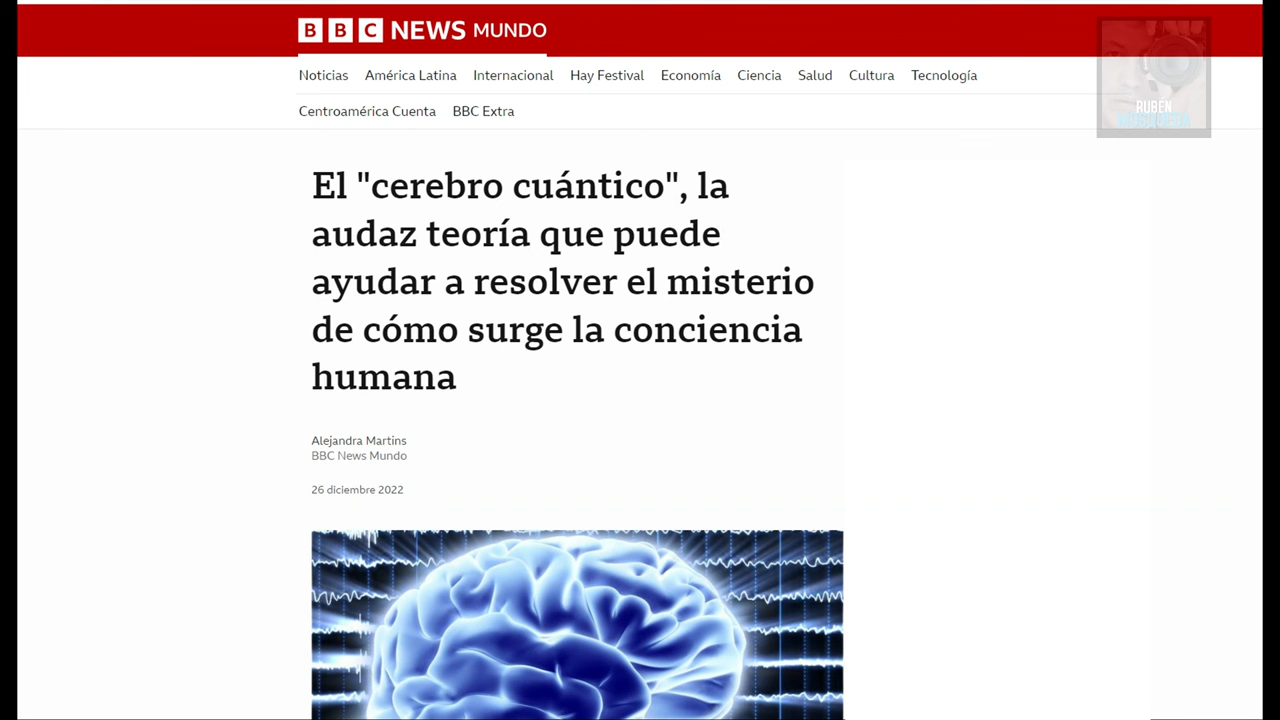 BBC NEWS MUNDO
Noticias América Latina Internacional Hay Festival Economía Ciencia Salud Cultura Tecnología
Centroamérica Cuenta BBC Extra
RUBÉN
El "cerebro cuántico", la
audaz teoría que puede
ayudar a resolver el misterio
de cómo surge la conciencia
humana
Alejandra Martins
BBC News Mundo
26 diciembre 2022